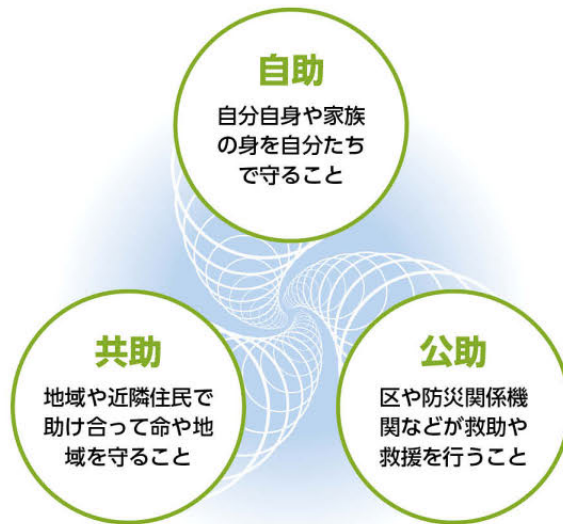 自助
自分自身や家族
の身を自分たち
で守ること
共助
地域や近隣住民で
助け合って命や地
域を守ること
公助
区や防災関係機
関などが救助や
救援を行うこと